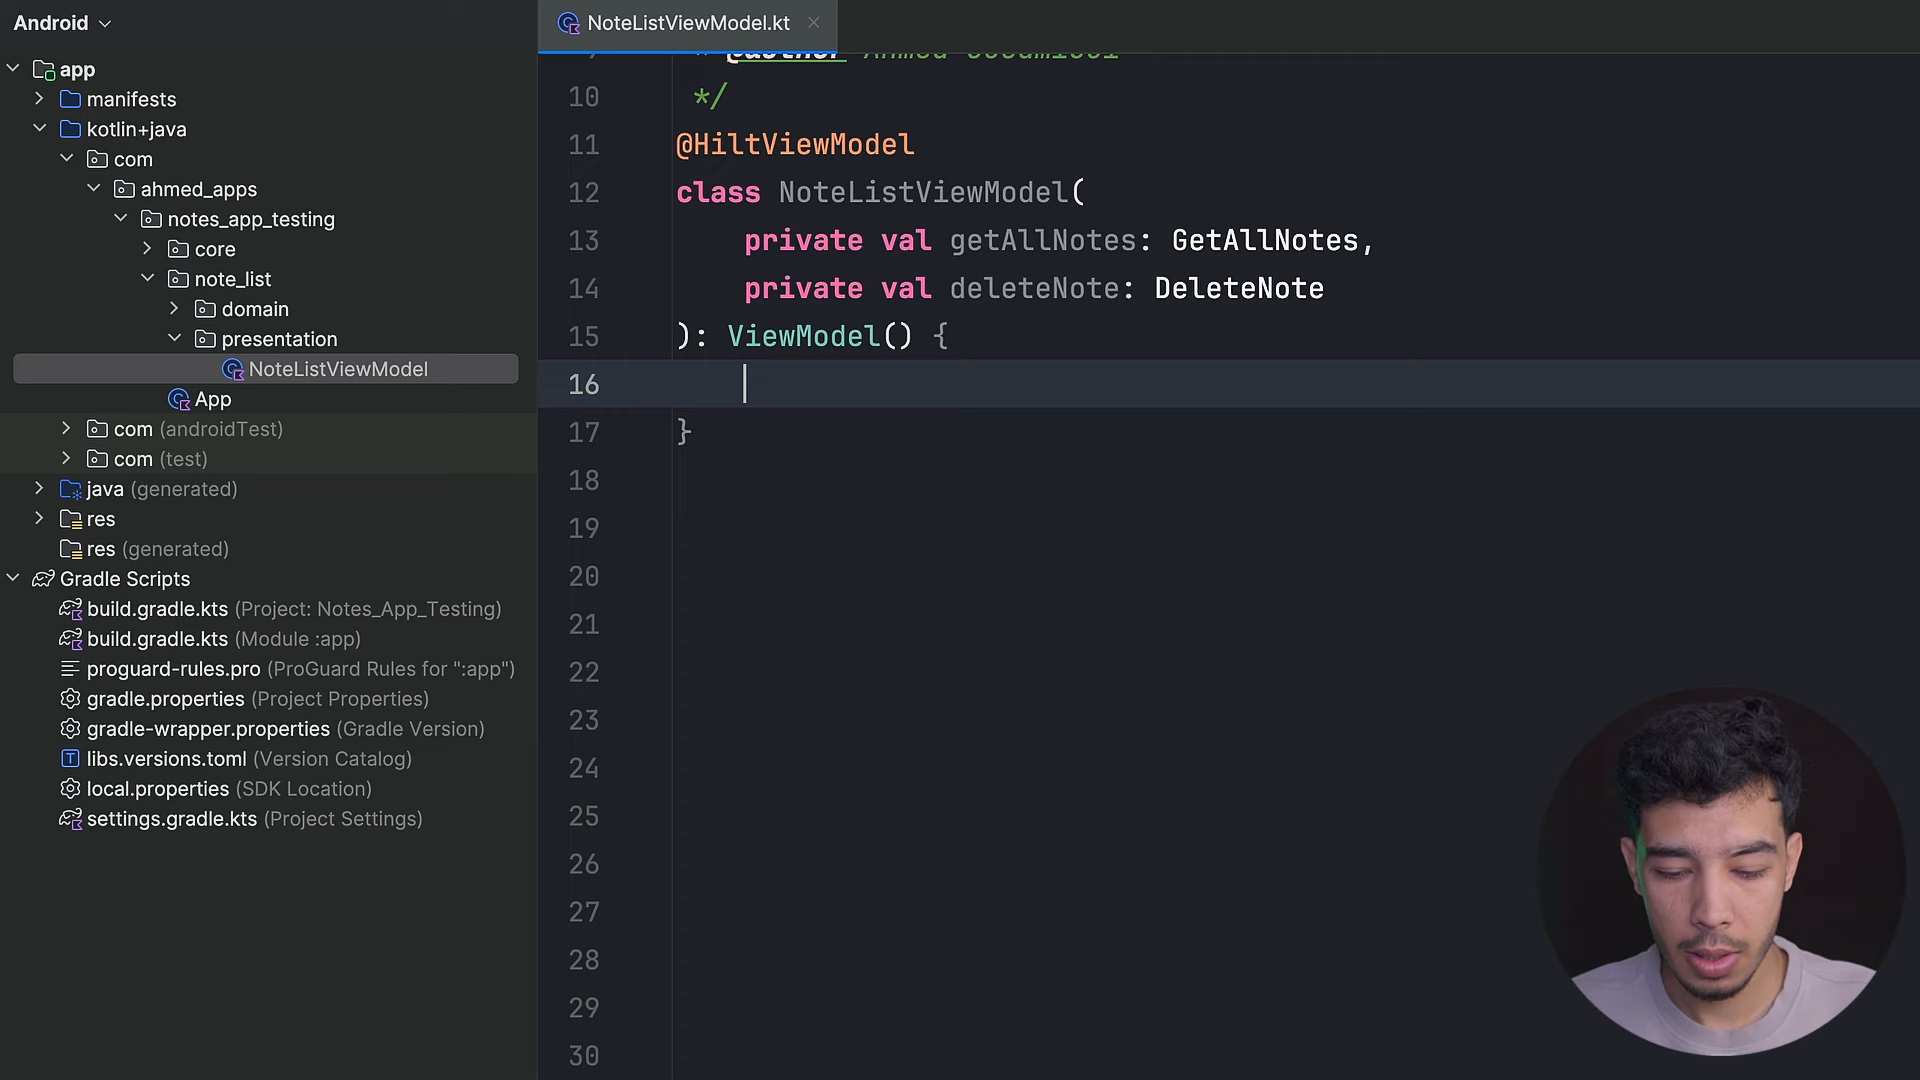 Android
app
manifests
kotlin+java
com
ahmed_apps
notes_app_testing
core
note_list
domain
presentation
NoteListViewModel
App
com (androidTest)
com (test)
java (generated)
res
res (generated)
Gradle Scripts
build.gradle.kts (Project: Notes_App_Testing)
build.gradle.kts (Module :app)
proguard-rules.pro (ProGuard Rules for ":app")
gradle.properties (Project Properties)
gradle-wrapper.properties (Gradle Version)
libs.versions.toml (Version Catalog)
local.properties (SDK Location)
settings.gradle.kts (Project Settings)
NoteListViewModel.kt
10 */
11 @HiltViewModel
12 class NoteListViewModel(
13 private val getAllNotes: GetAllNotes,
14 private val deleteNote: DeleteNote
15 ): ViewModel() {
16
17 }
18
19
20
21
22
23
24
25
26
27
28
29
30